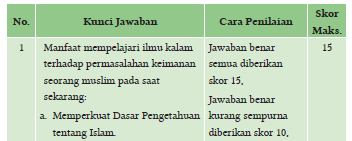 No. Kunci Jawaban Cara Penilaian Skor Maks.
1 Manfaat mempelajari ilmu kalam Jawaban benar 15
terhadap permasalahan keimanan semua diberikan
seorang muslim pada saat skor 15,
sekarang: Jawaban benar
a. Memperkuat Dasar Pengetahuan kurang sempurna
tentang Islam. diberikan skor 10,